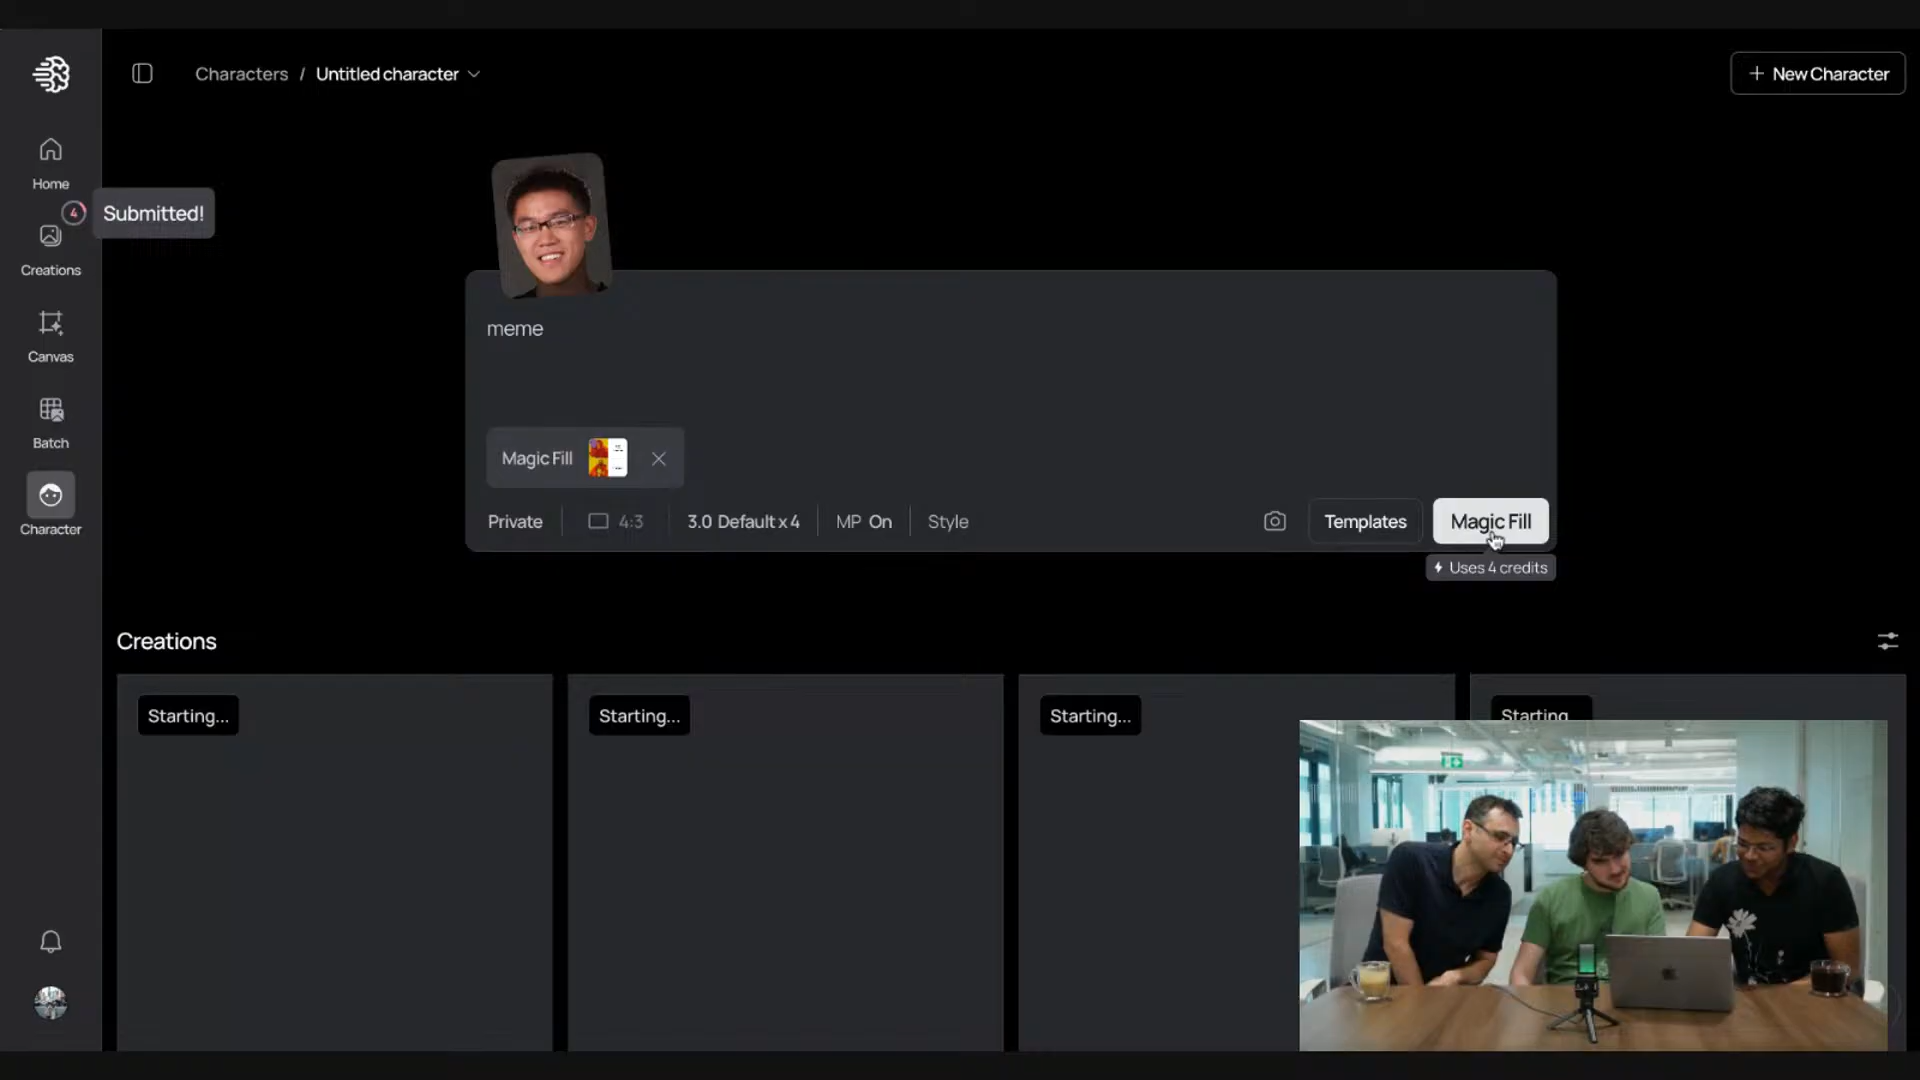 Characters / Untitled character
+ New Character
Home
4
Submitted!
Creations
Canvas
Batch
Character
meme
Magic Fill
Private
4:3
3.0 Default x 4
MP On
Style
Templates
Magic Fill
Uses 4 credits
Creations
Starting...
Starting...
Starting...
Starting...